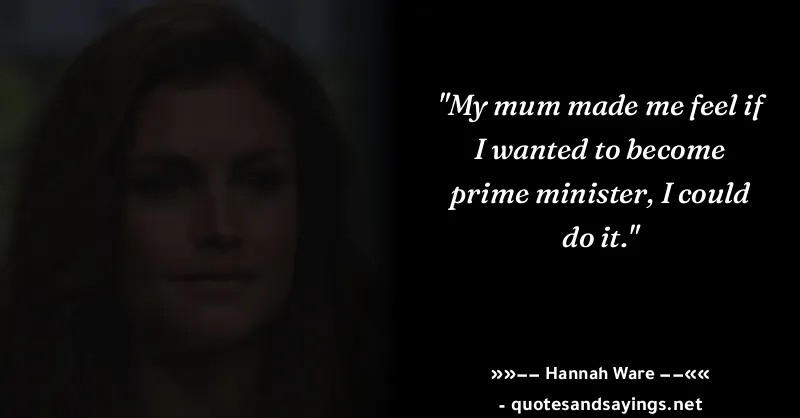 "My mum made me feel if
I wanted to become
prime minister, I could
do it."
»»−− Hannah Ware −−««
- quotesandsayings.net